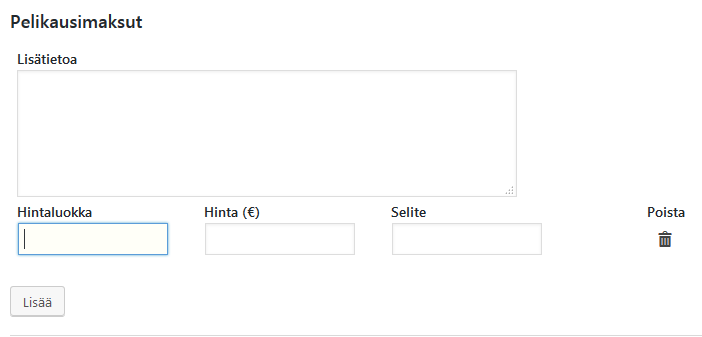 Pelikausimaksut
Lisätietoa
Hintaluokka Hinta (€) Selite Poista
Lisää